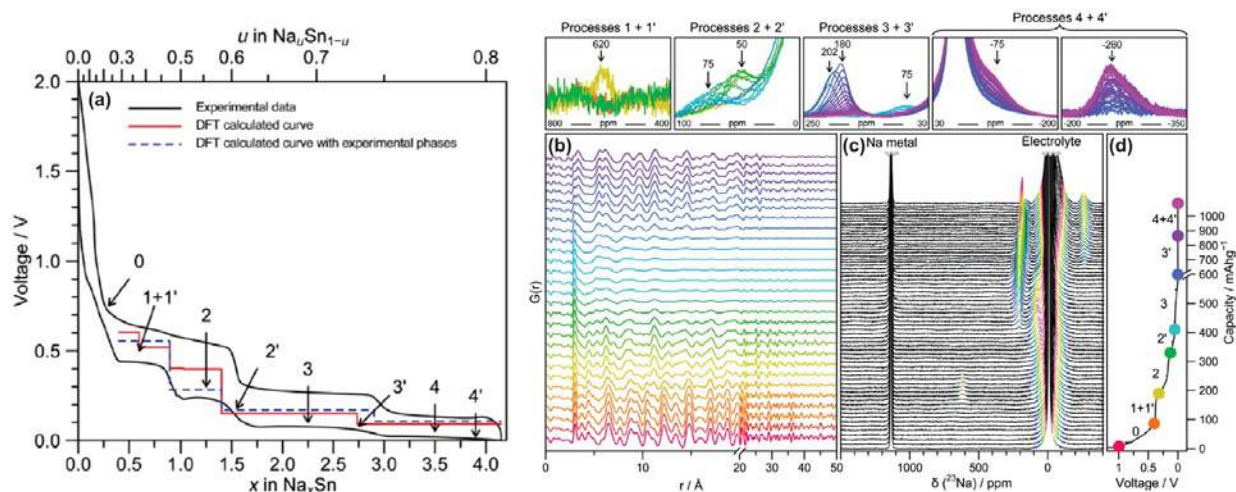 u in NaᵤSn₁₋ᵤ
0.0 0.3 0.5 0.6 0.7 0.8
(a)
Experimental data
DFT calculated curve
DFT calculated curve with experimental phases
Voltage / V
2.0
1.5
1.0
0.5
0.0
0
1+1'
2
2'
3
3'
4
4'
0.0 0.5 1.0 1.5 2.0 2.5 3.0 3.5 4.0
x in NaₓSn
Processes 1 + 1'
Processes 2 + 2'
Processes 3 + 3'
Processes 4 + 4'
620
800 ppm 400
75
50
100 ppm 0
202
180
75
250 ppm 30
-75
30 ppm -200
-280
-200 ppm -350
(b)
G(r)
0 5 10 15 20 30 40 50
r / Å
(c)
Na metal
Electrolyte
1000 500 0
δ (²³Na) / ppm
(d)
4+4'
3'
3
2'
2
1+1'
0
1.0 0.5 0
Voltage / V
1000
900
800
700
600
500
400
300
200
100
0
Capacity / mAhg⁻¹